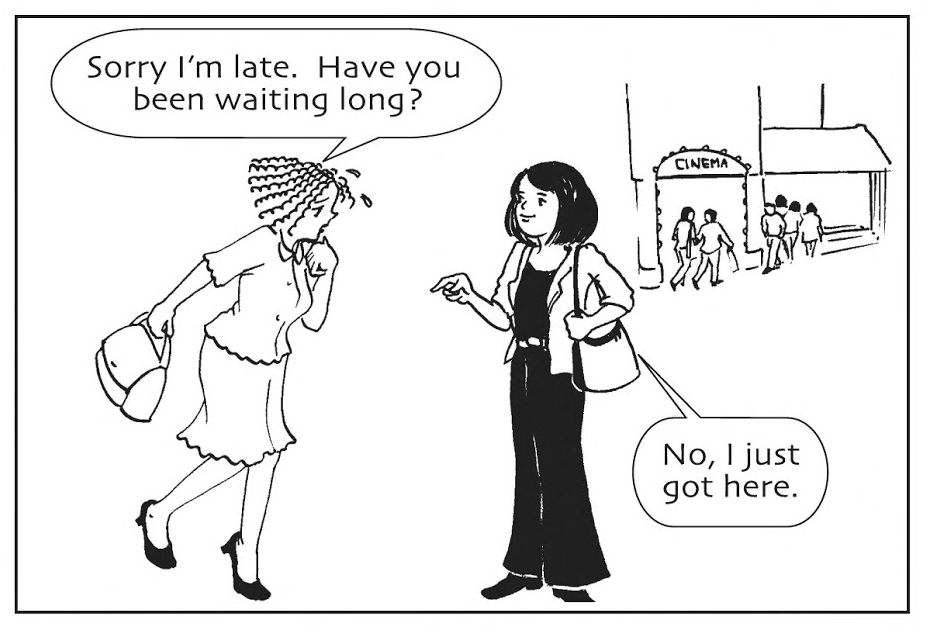 Sorry I'm late. Have you
been waiting long?
CINEMA
No, I just
got here.